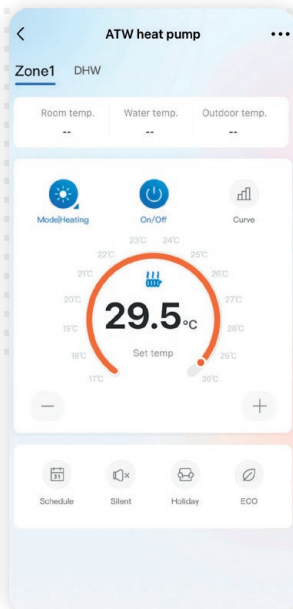 ATW heat pump
Zone1 DHW
Room temp. Water temp. Outdoor temp.
-- -- --
Mode|Heating On/Off Curve
23°C 24°C
22°C 25°C
21°C 26°C
20°C 27°C
19°C 28°C
18°C 29°C
17°C 30°C
29.5°C
Set temp
31
Schedule Silent Holiday ECO